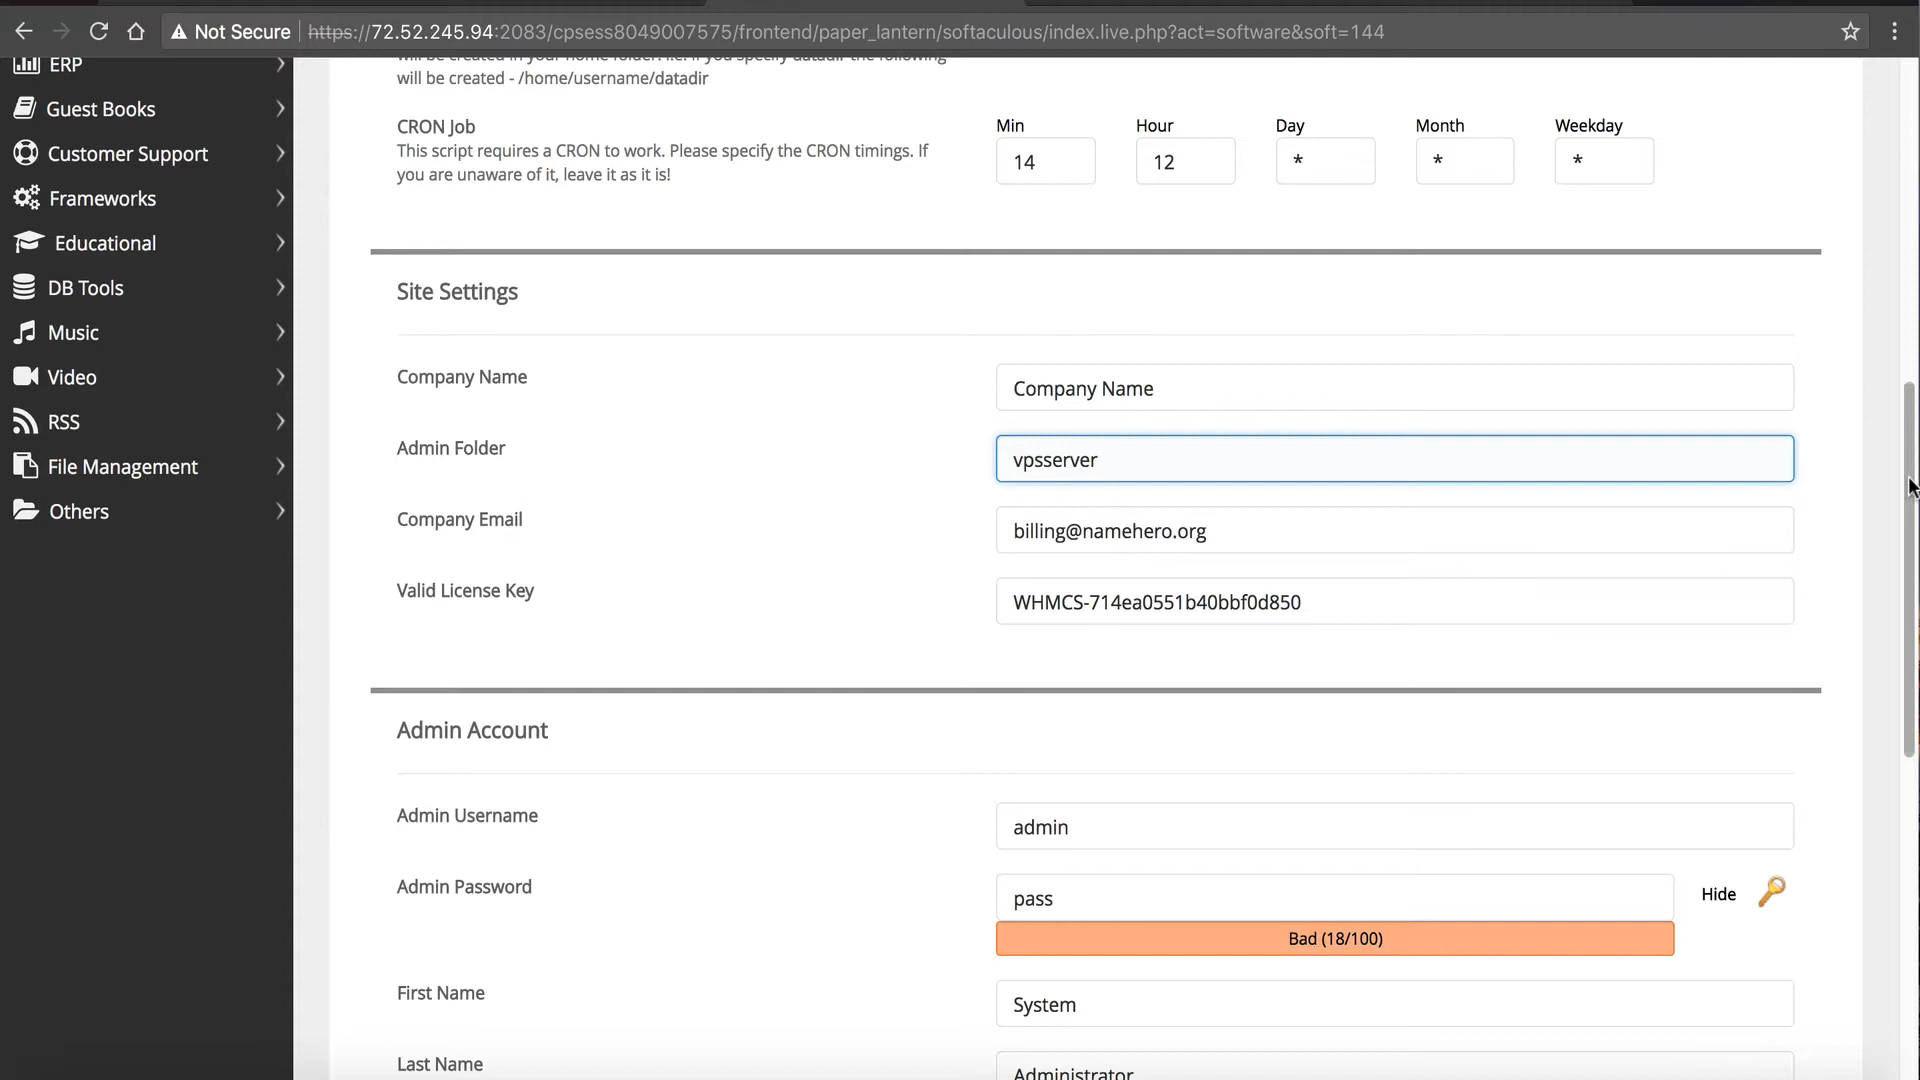 Not Secure
https://72.52.245.94:2083/cpsess8049007575/frontend/paper_lantern/softaculous/index.live.php?act=software&soft=144
ERP
Guest Books
Customer Support
Frameworks
Educational
DB Tools
Music
Video
RSS
File Management
Others
will be created in your home folder. i.e. if you specify datadir the following
will be created - /home/username/datadir
CRON Job
This script requires a CRON to work. Please specify the CRON timings. If
you are unaware of it, leave it as it is!
Min
Hour
Day
Month
Weekday
14
12
*
*
*
Site Settings
Company Name
Company Name
Admin Folder
vpsserver
Company Email
billing@namehero.org
Valid License Key
WHMCS-714ea0551b40bbf0d850
Admin Account
Admin Username
admin
Admin Password
pass
Hide
Bad (18/100)
First Name
System
Last Name
Administrator